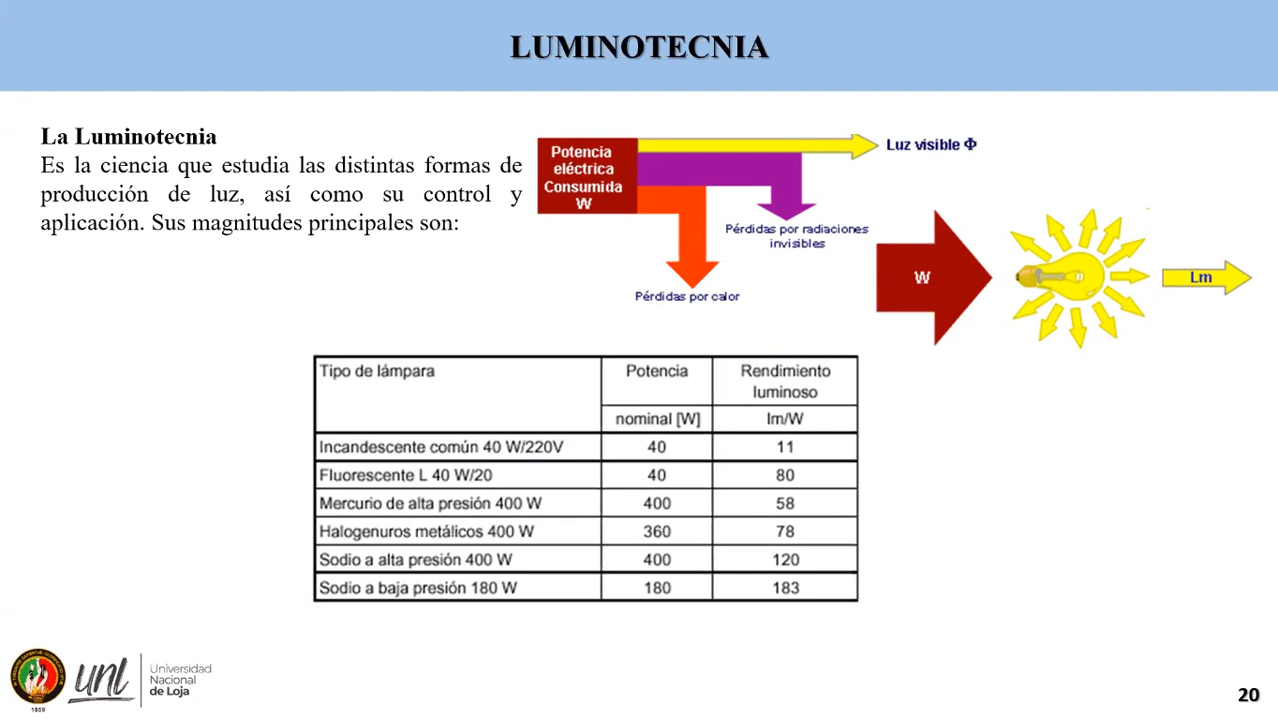 LUMINOTECNIA
La Luminotecnia
Es la ciencia que estudia las distintas formas de
producción de luz, así como su control y
aplicación. Sus magnitudes principales son:
Potencia
eléctrica
Consumida
W
Luz visible Φ
Pérdidas por radiaciones
invisibles
Pérdidas por calor
W
Lm
Tipo de lámpara Potencia Rendimiento
luminoso
nominal [W] lm/W
Incandescente común 40 W/220V 40 11
Fluorescente L 40 W/20 40 80
Mercurio de alta presión 400 W 400 58
Halogenuros metálicos 400 W 360 78
Sodio a alta presión 400 W 400 120
Sodio a baja presión 180 W 180 183
1859
unl
Universidad
Nacional
de Loja
20